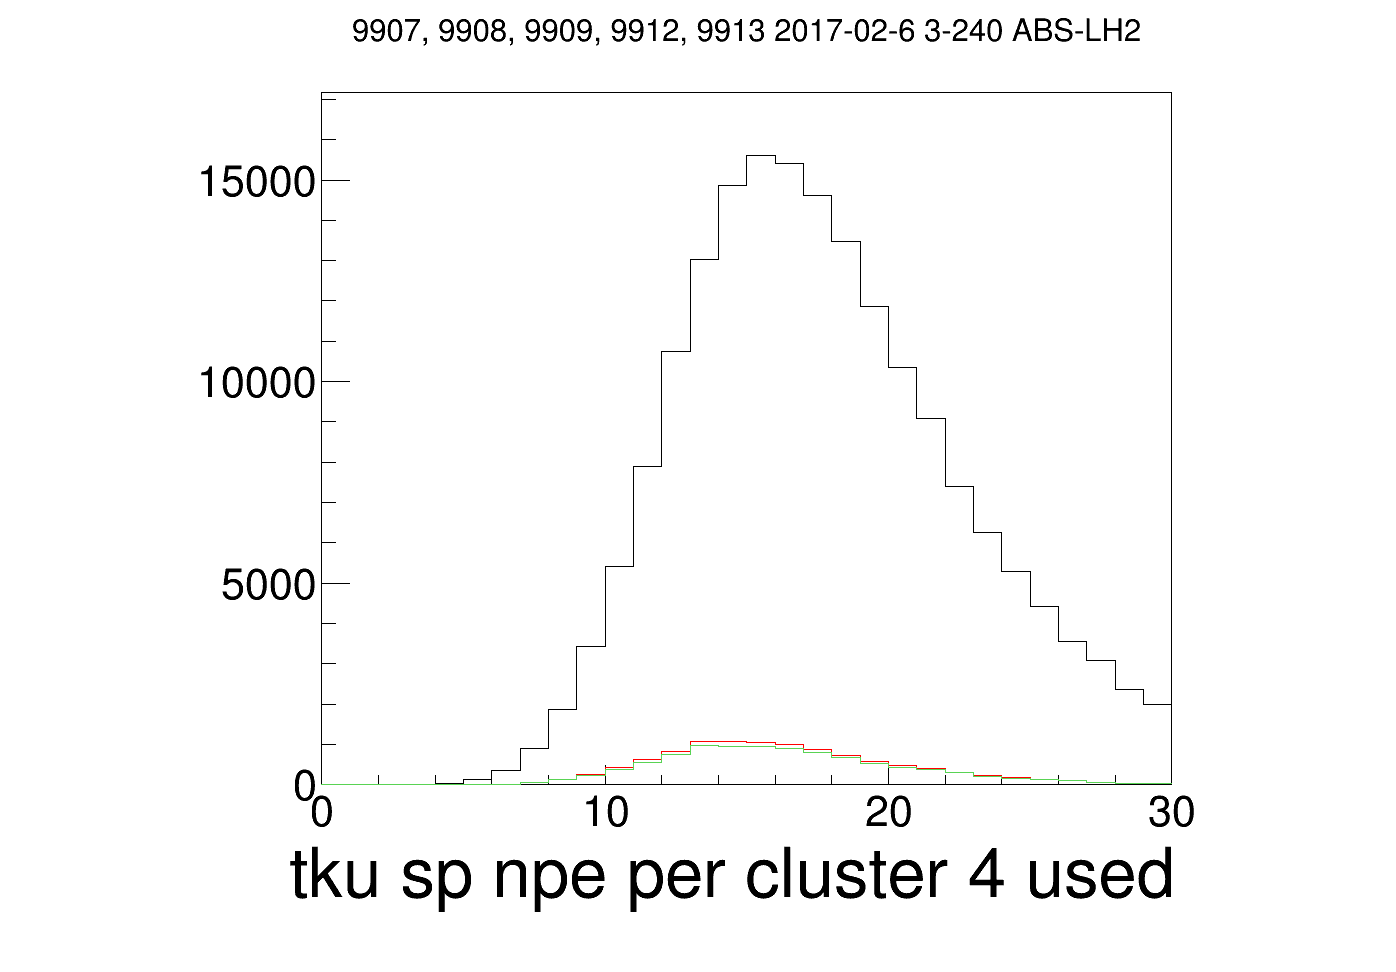 9907, 9908, 9909, 9912, 9913 2017-02-6 3-240 ABS-LH2
15000
10000
5000
0
0 10 20 30
tku sp npe per cluster 4 used